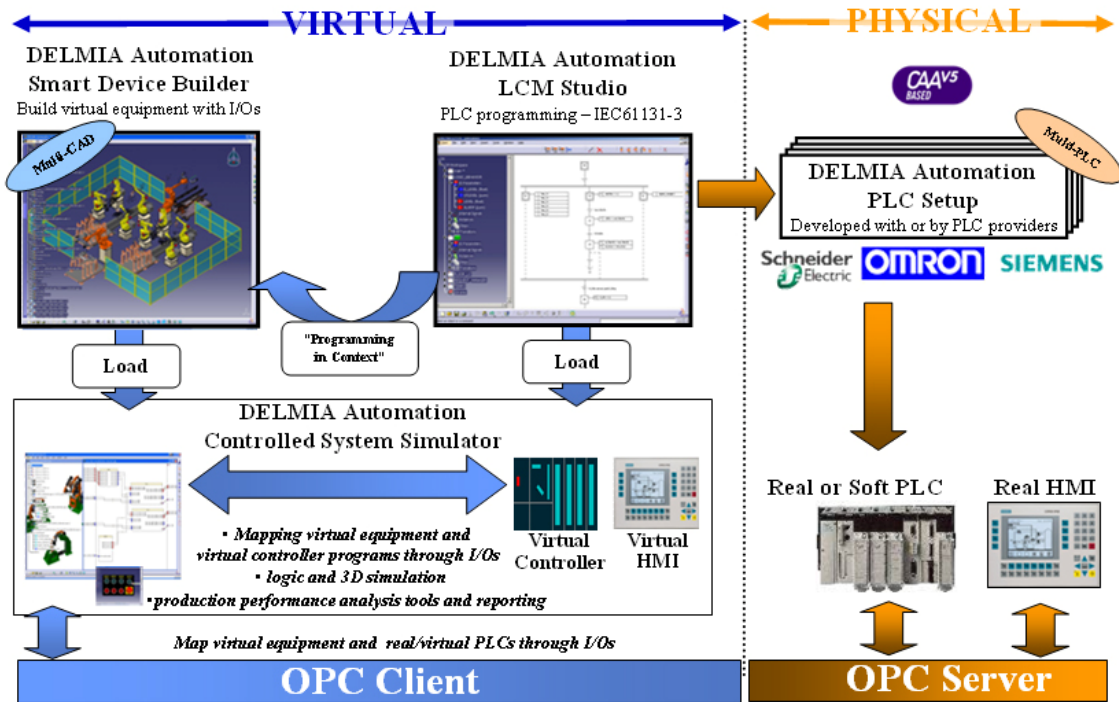 VIRTUAL
PHYSICAL
DELMIA Automation
Smart Device Builder
Build virtual equipment with I/Os
Multi-CAD
DELMIA Automation
LCM Studio
PLC programming – IEC61131-3
CAAV5
BASED
Multi-PLC
DELMIA Automation
PLC Setup
Developed with or by PLC providers
Schneider
Electric
OMRON
SIEMENS
"Programming
in Context"
Load
Load
DELMIA Automation
Controlled System Simulator
Virtual
Controller
Virtual
HMI
• Mapping virtual equipment and
virtual controller programs through I/Os
• logic and 3D simulation
• production performance analysis tools and reporting
Real or Soft PLC
Real HMI
Map virtual equipment and real/virtual PLCs through I/Os
OPC Client
OPC Server